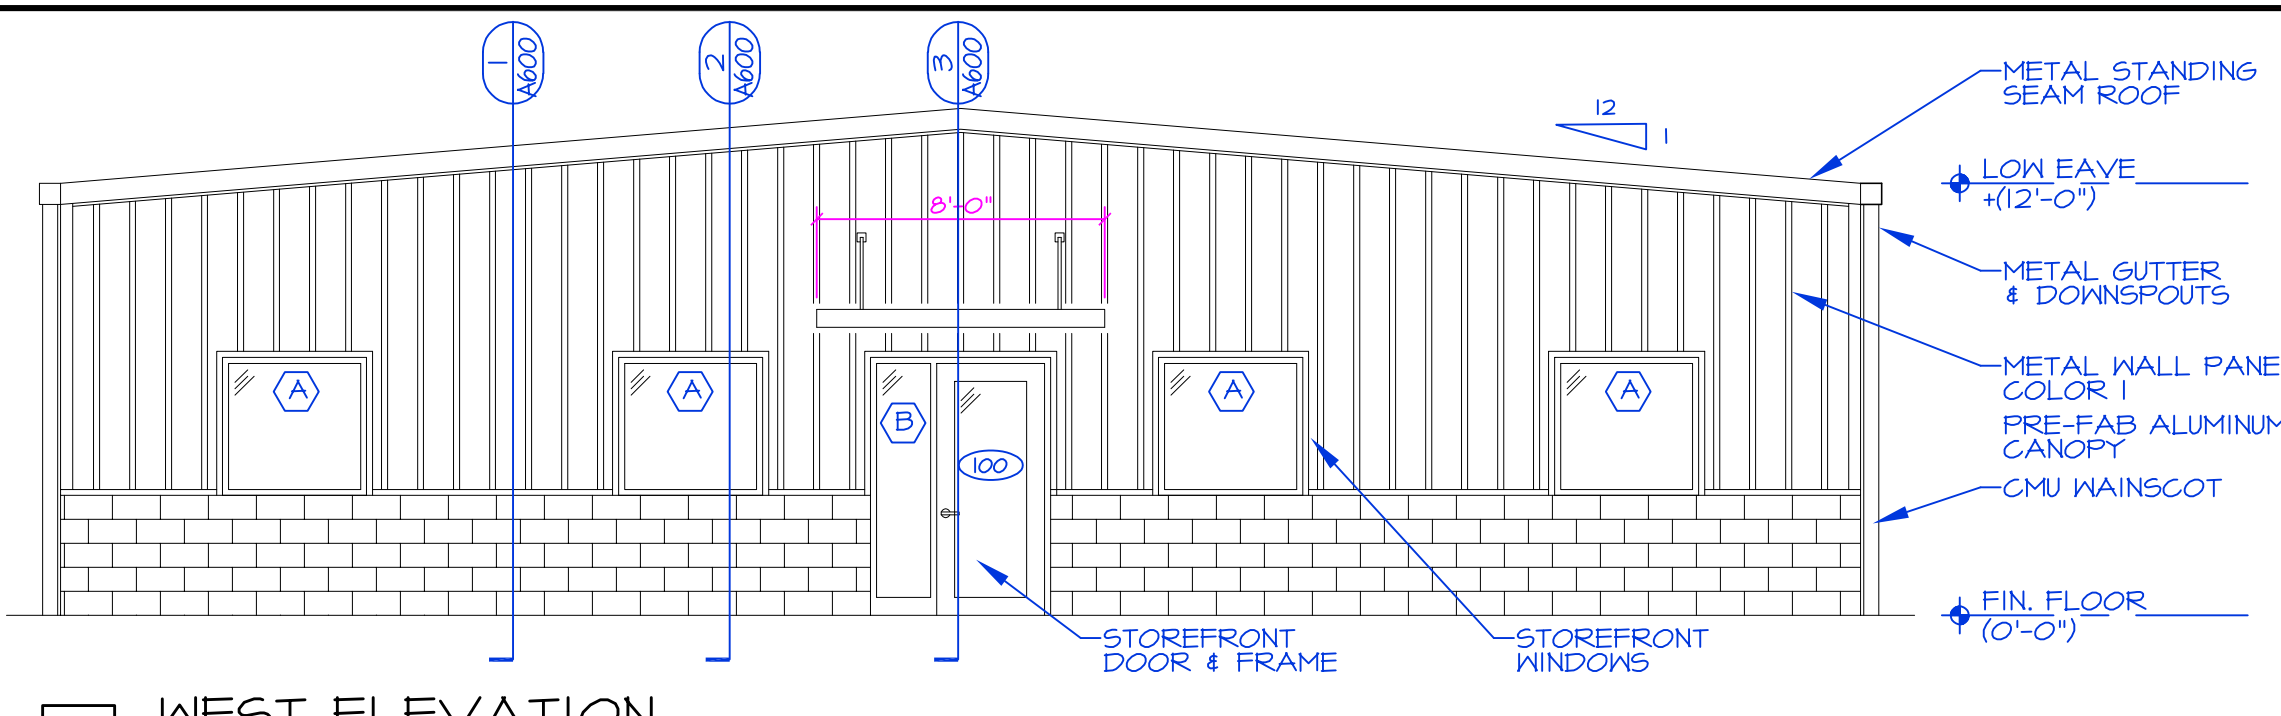 1
A600
2
A600
3
A600
METAL STANDING
SEAM ROOF
12
1
LOW EAVE
+(12'-0")
8'-0"
METAL GUTTER
& DOWNSPOUTS
METAL WALL PANE
COLOR 1
A
A
A
A
B
PRE-FAB ALUMINUM
CANOPY
100
CMU WAINSCOT
FIN. FLOOR
(0'-0")
STOREFRONT
DOOR & FRAME
STOREFRONT
WINDOWS
WEST ELEVATION